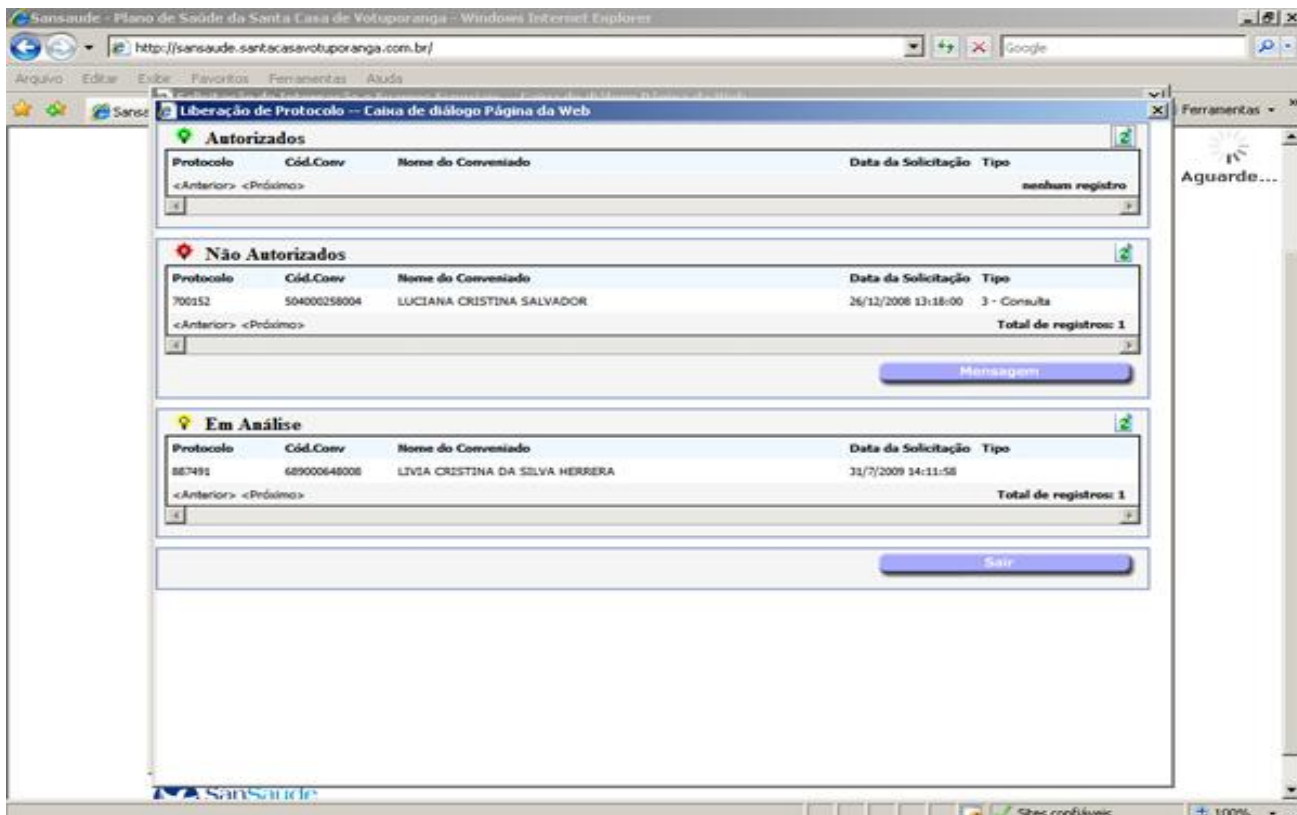 Sansaude - Plano de Saúde da Santa Casa de Votuporanga - Windows Internet Explorer
http://sansaude.santacasavotuporanga.com.br/
Google
Arquivo Editar Exibir Favoritos Ferramentas Ajuda
Sansa
Liberação de Protocolo -- Caixa de diálogo Página da Web
Ferramentas
Aguarde...
Autorizados
Protocolo Cód.Conv Nome do Conveniado Data da Solicitação Tipo
<Anterior> <Próximo> nenhum registro
Não Autorizados
Protocolo Cód.Conv Nome do Conveniado Data da Solicitação Tipo
700152 504000258004 LUCIANA CRISTINA SALVADOR 26/12/2008 13:18:00 3 - Consulta
<Anterior> <Próximo> Total de registros: 1
Mensagem
Em Análise
Protocolo Cód.Conv Nome do Conveniado Data da Solicitação Tipo
887491 689000648008 LIVIA CRISTINA DA SILVA HERRERA 31/7/2009 14:11:58
<Anterior> <Próximo> Total de registros: 1
Sair
SanSaúde
Sites confiáveis 100%